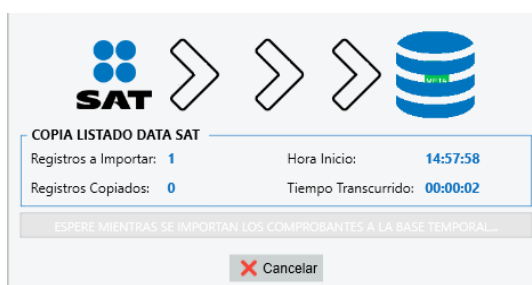 SAT
META
COPIA LISTADO DATA SAT
Registros a Importar: 1 Hora Inicio: 14:57:58
Registros Copiados: 0 Tiempo Transcurrido: 00:00:02
ESPERE MIENTRAS SE IMPORTAN LOS COMPROBANTES A LA BASE TEMPORAL...
Cancelar